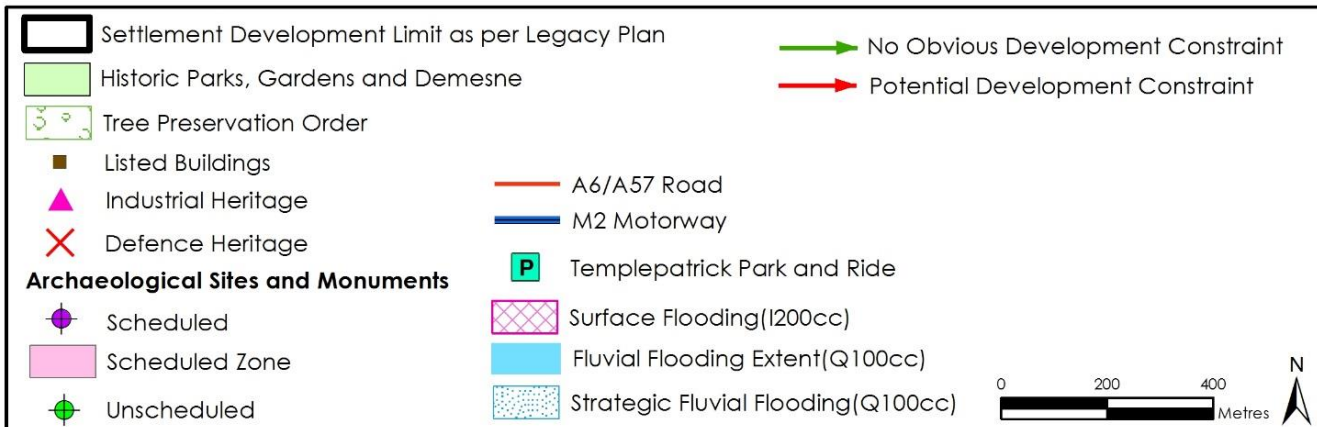 Settlement Development Limit as per Legacy Plan
Historic Parks, Gardens and Demesne
Tree Preservation Order
Listed Buildings
Industrial Heritage
Defence Heritage
Archaeological Sites and Monuments
Scheduled
Scheduled Zone
Unscheduled
A6/A57 Road
M2 Motorway
P Templepatrick Park and Ride
Surface Flooding(I200cc)
Fluvial Flooding Extent(Q100cc)
Strategic Fluvial Flooding(Q100cc)
No Obvious Development Constraint
Potential Development Constraint
0 200 400
Metres
N